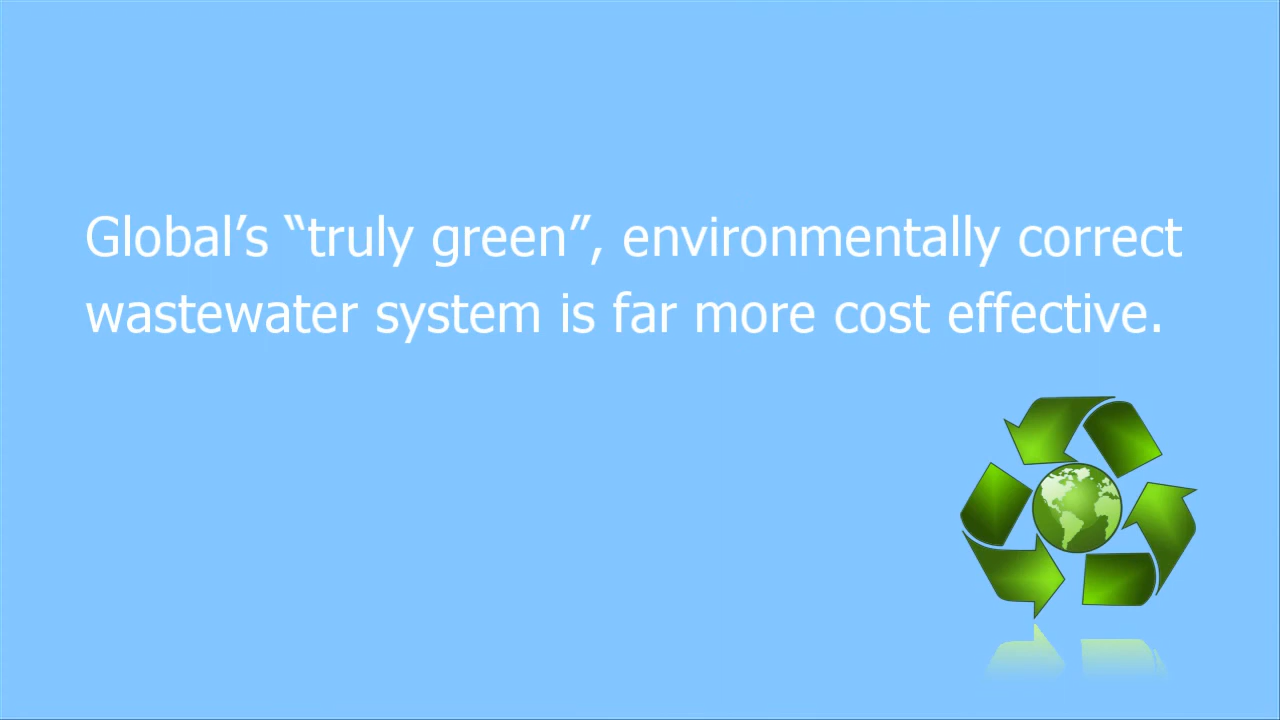 Global’s “truly green”, environmentally correct
wastewater system is far more cost effective.